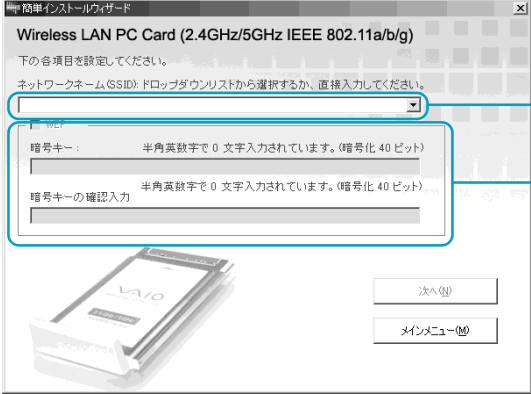 簡単インストールウィザード
Wireless LAN PC Card (2.4GHz/5GHz IEEE 802.11a/b/g)
下の各項目を設定してください。
ネットワークネーム(SSID): ドロップダウンリストから選択するか、直接入力してください。
WEP
暗号キー: 半角英数字で 0 文字入力されています。(暗号化 40 ビット)
半角英数字で 0 文字入力されています。(暗号化 40 ビット)
暗号キーの確認入力
VAIO
次へ(N)
メインメニュー(M)